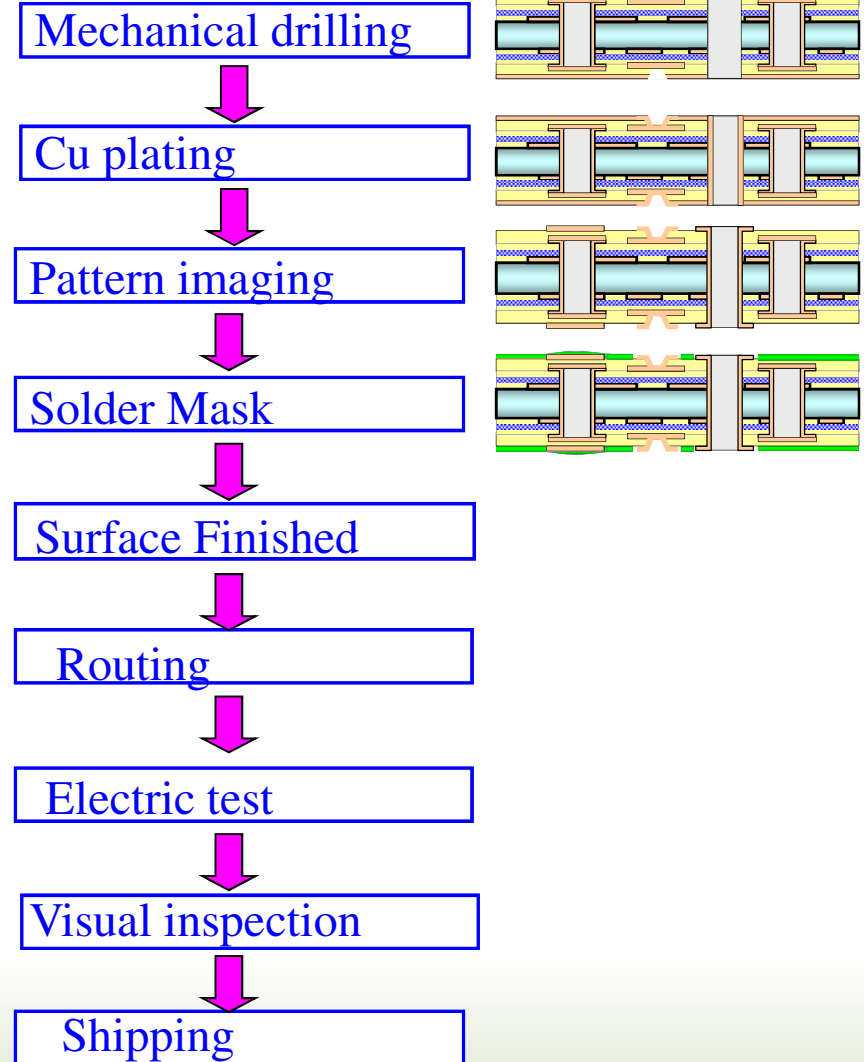 Mechanical drilling
Cu plating
Pattern imaging
Solder Mask
Surface Finished
Routing
Electric test
Visual inspection
Shipping